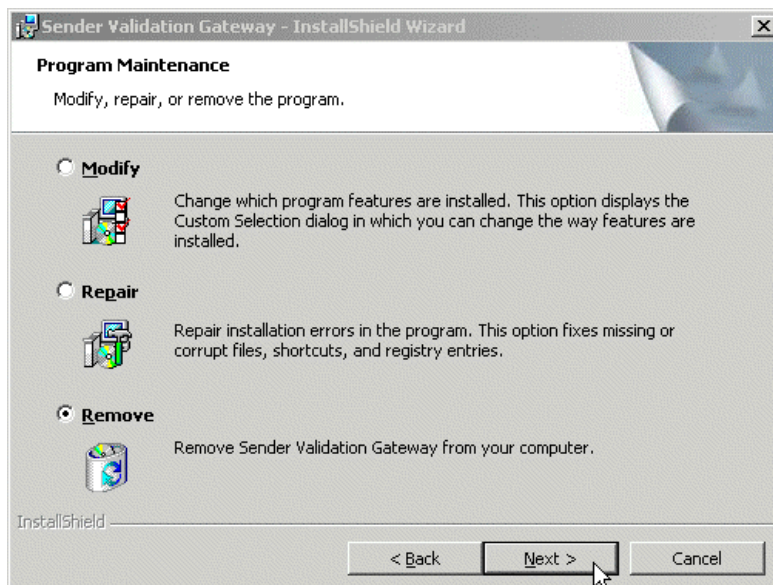 Sender Validation Gateway - InstallShield Wizard
Program Maintenance
Modify, repair, or remove the program.
Modify
Change which program features are installed. This option displays the
Custom Selection dialog in which you can change the way features are
installed.
Repair
Repair installation errors in the program. This option fixes missing or
corrupt files, shortcuts, and registry entries.
Remove
Remove Sender Validation Gateway from your computer.
InstallShield
< Back
Next >
Cancel